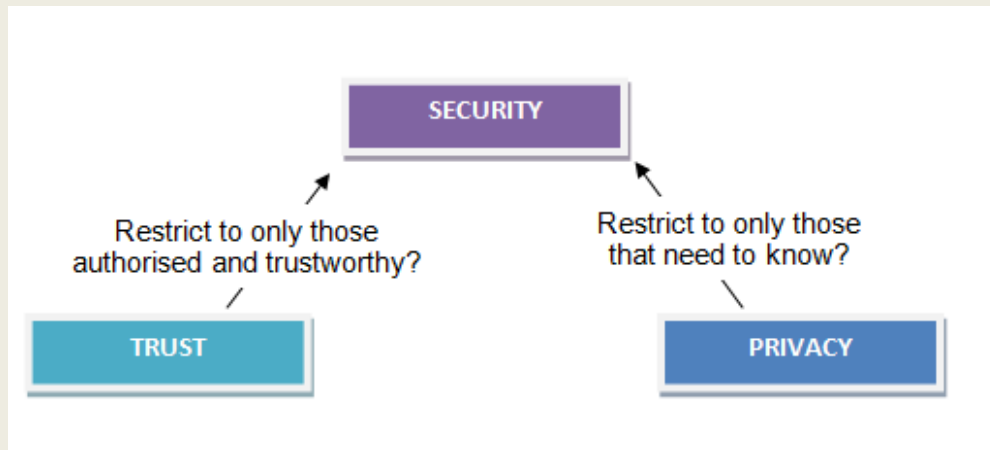 SECURITY
Restrict to only those
authorised and trustworthy?
Restrict to only those
that need to know?
TRUST
PRIVACY